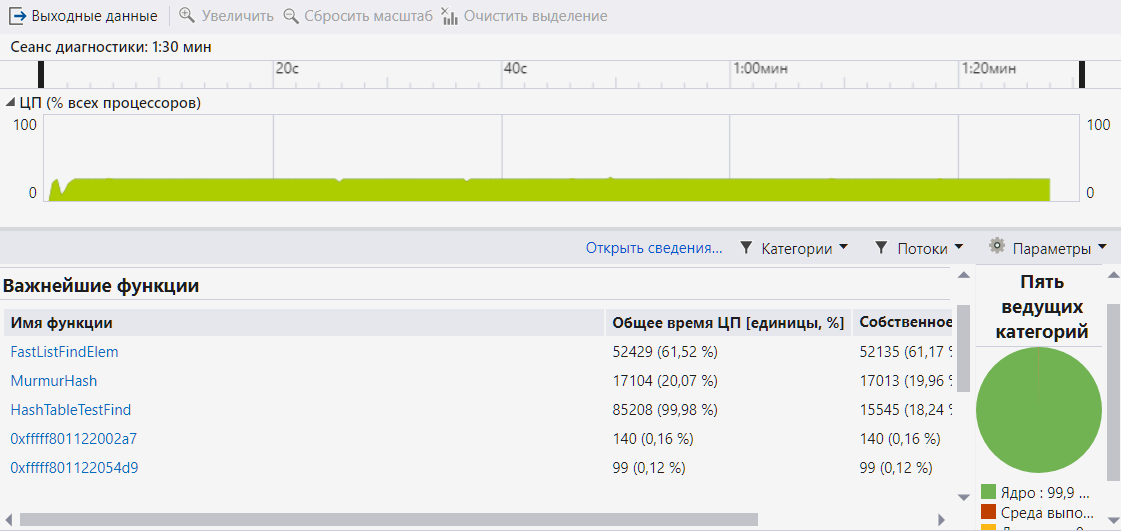 Выходные данные Увеличить Сбросить масштаб Очистить выделение
Сеанс диагностики: 1:30 мин
20с 40с 1:00мин 1:20мин
ЦП (% всех процессоров)
100 100
0 0
Открыть сведения... Категории Потоки Параметры
Важнейшие функции
Имя функции Общее время ЦП [единицы, %] Собственное
FastListFindElem 52429 (61,52 %) 52135 (61,17 %
MurmurHash 17104 (20,07 %) 17013 (19,96 %
HashTableTestFind 85208 (99,98 %) 15545 (18,24 %
0xfffff801122002a7 140 (0,16 %) 140 (0,16 %)
0xfffff801122054d9 99 (0,12 %) 99 (0,12 %)
Пять
ведущих
категорий
Ядро : 99,9 ...
Среда выпо...